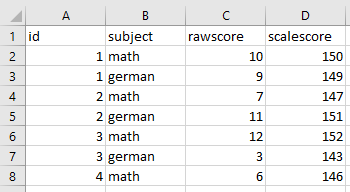 A B C D
1 id subject rawscore scalescore
2 1 math 10 150
3 1 german 9 149
4 2 math 7 147
5 2 german 11 151
6 3 math 12 152
7 3 german 3 143
8 4 math 6 146